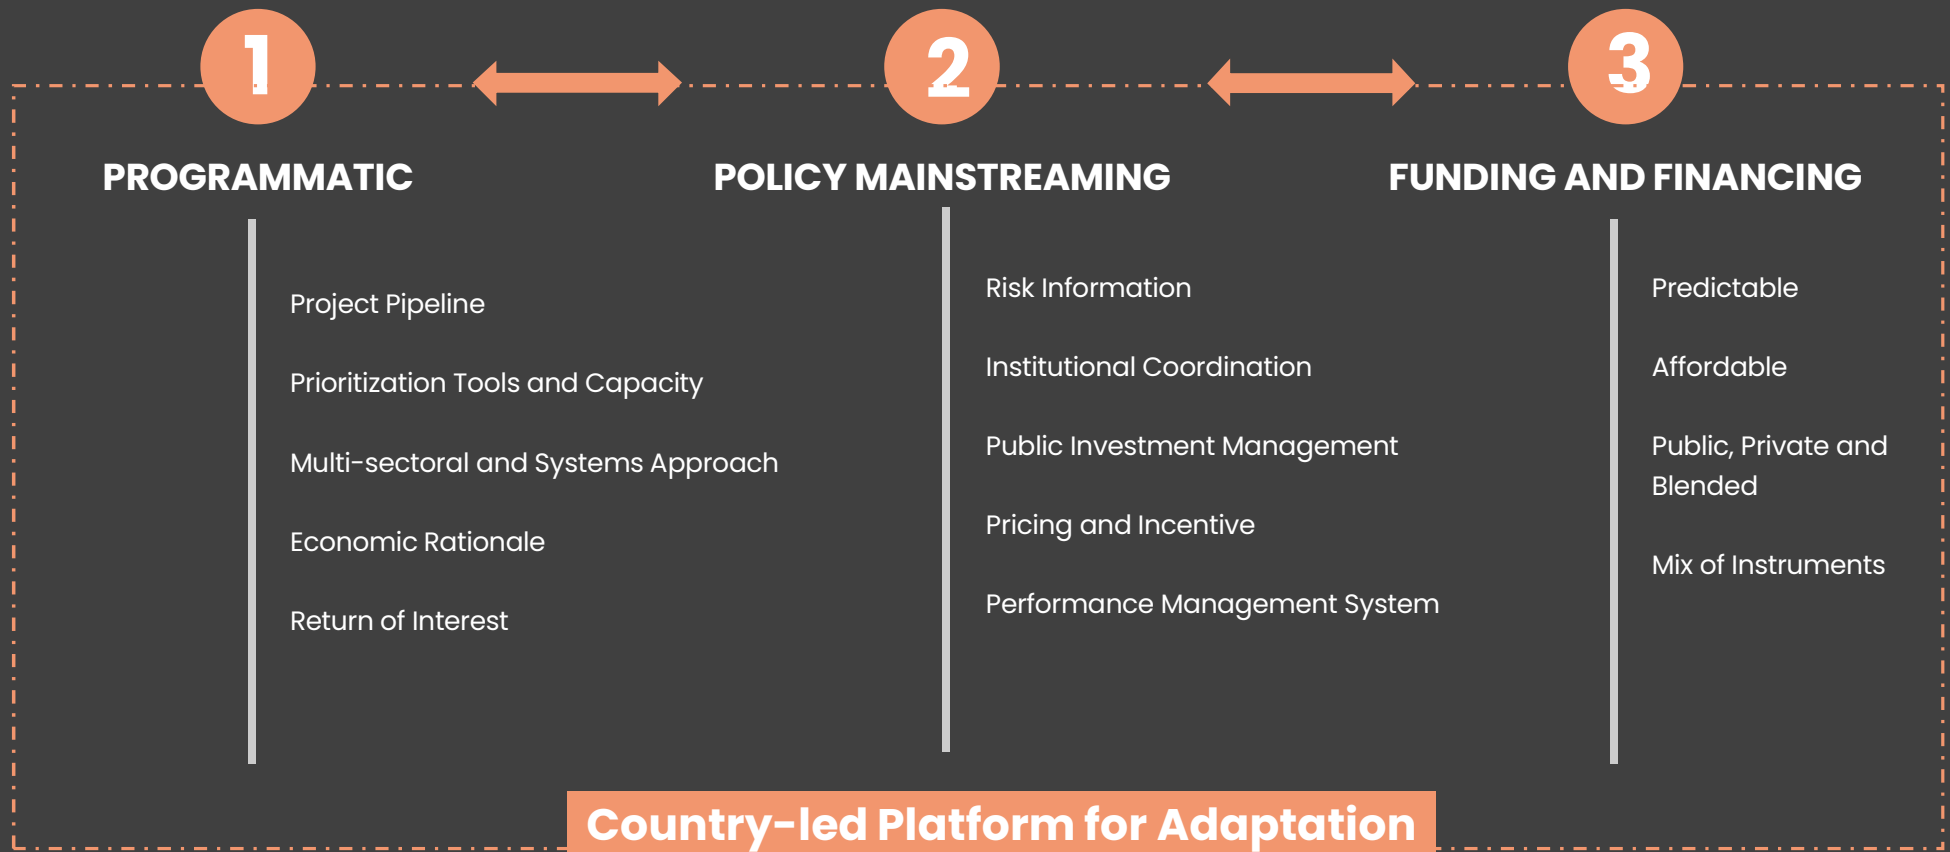 1
PROGRAMMATIC
Project Pipeline
Prioritization Tools and Capacity
Multi-sectoral and Systems Approach
Economic Rationale
Return of Interest
2
POLICY MAINSTREAMING
Risk Information
Institutional Coordination
Public Investment Management
Pricing and Incentive
Performance Management System
3
FUNDING AND FINANCING
Predictable
Affordable
Public, Private and
Blended
Mix of Instruments
Country-led Platform for Adaptation